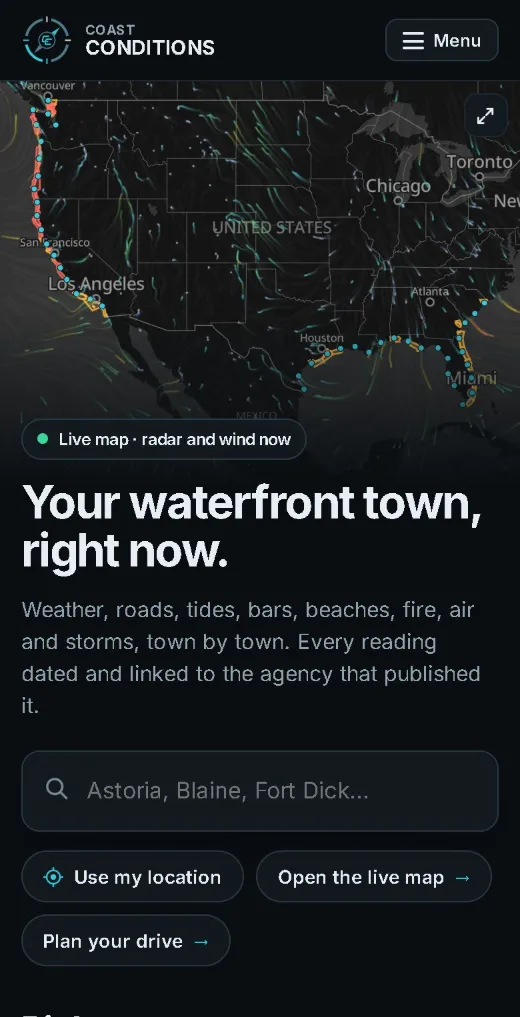 COAST
CONDITIONS
Menu
Vancouver
Toronto
Chicago
New
UNITED STATES
San Francisco
Los Angeles
Atlanta
Houston
Miami
MEXICO
Live map · radar and wind now
Your waterfront town,
right now.
Weather, roads, tides, bars, beaches, fire, air
and storms, town by town. Every reading
dated and linked to the agency that published
it.
Astoria, Blaine, Fort Dick...
Use my location
Open the live map →
Plan your drive →